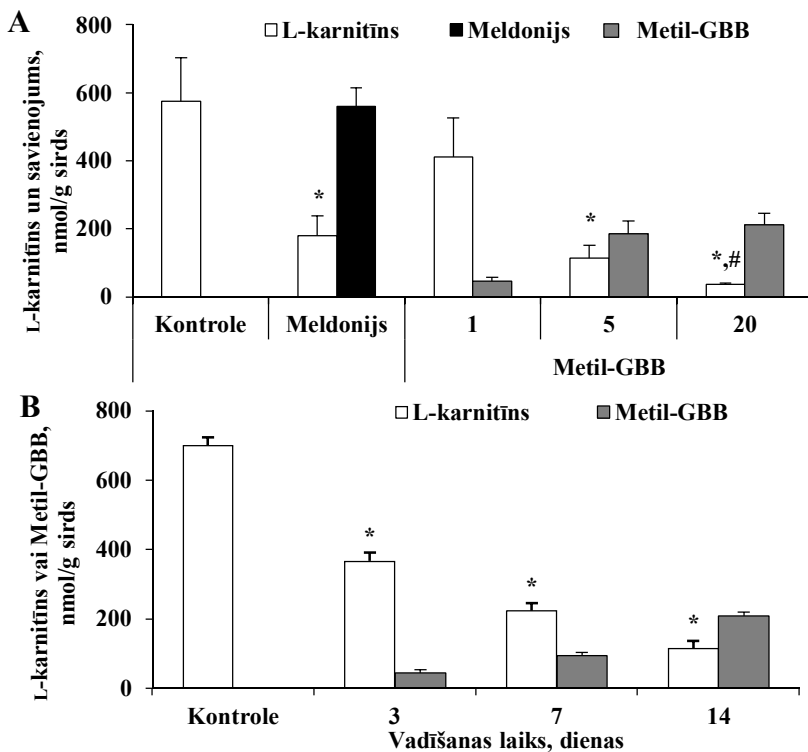 A
L-karnitīns Meldonijs Metil-GBB
L-karnitīns un savienojums,
nmol/g sirds
800
600
400
200
0
*
*
*,#
Kontrole Meldonijs 1 5 20
Metil-GBB
B
L-karnitīns Metil-GBB
L-karnitīns vai Metil-GBB,
nmol/g sirds
800
600
400
200
0
*
*
*
Kontrole 3 7 14
Vadīšanas laiks, dienas